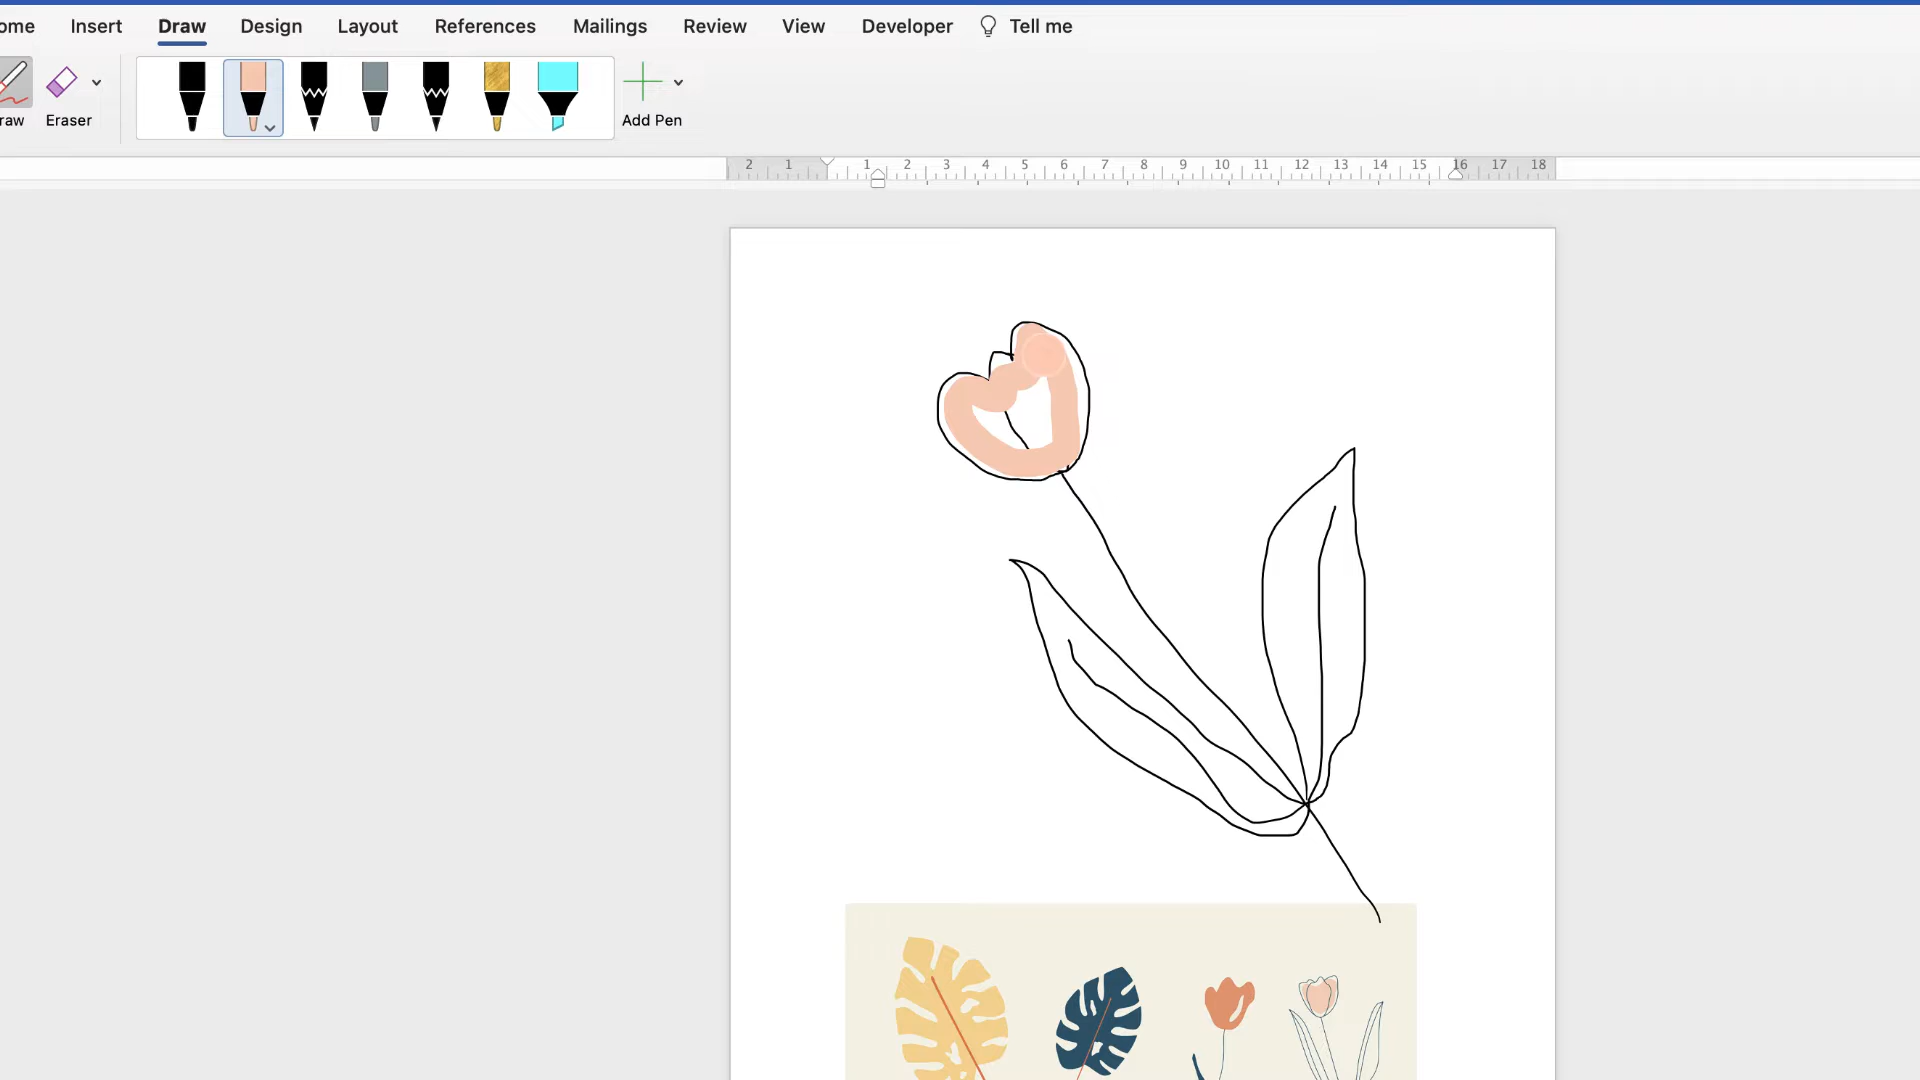 ome Insert Draw Design Layout References Mailings Review View Developer Tell me
raw Eraser Add Pen
2 1 1 2 3 4 5 6 7 8 9 10 11 12 13 14 15 16 17 18